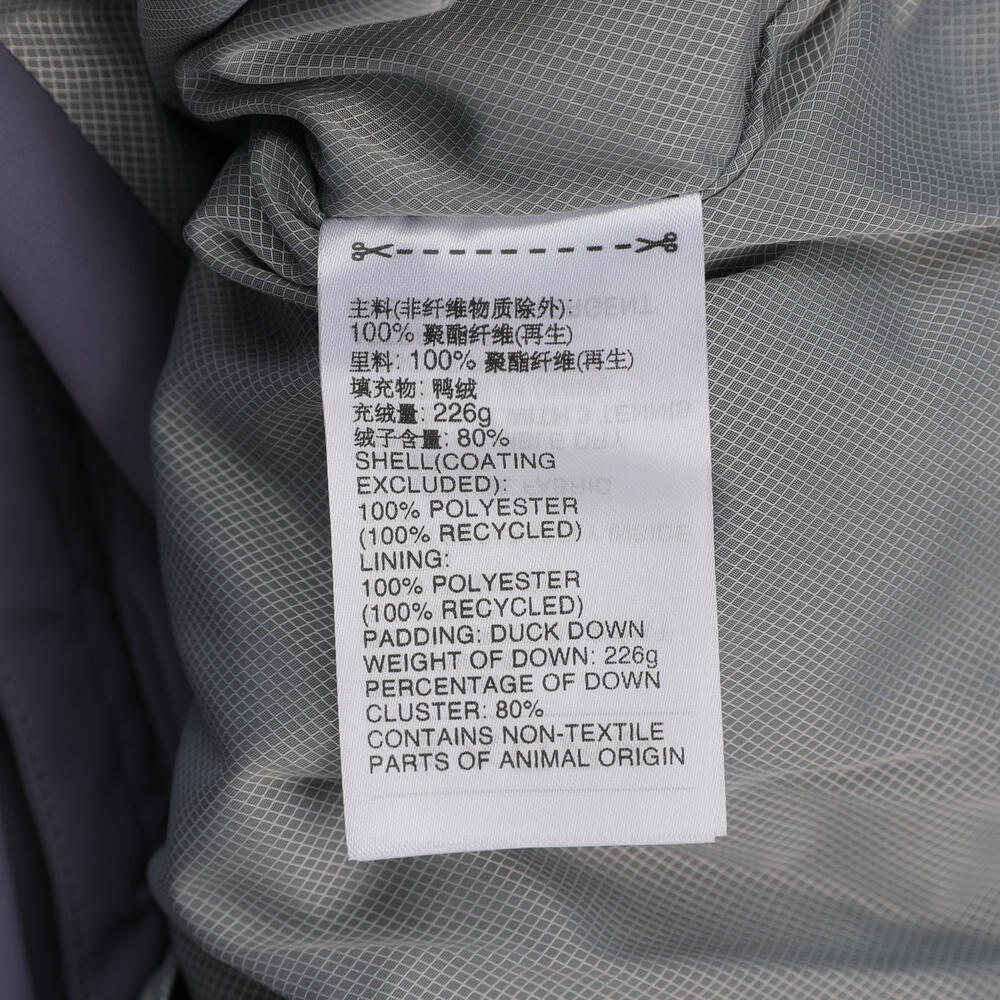 主料(非纤维物质除外):
100% 聚酯纤维(再生)
里料: 100% 聚酯纤维(再生)
填充物: 鸭绒
充绒量: 226g
绒子含量: 80%
SHELL(COATING
EXCLUDED):
100% POLYESTER
(100% RECYCLED)
LINING:
100% POLYESTER
(100% RECYCLED)
PADDING: DUCK DOWN
WEIGHT OF DOWN: 226g
PERCENTAGE OF DOWN
CLUSTER: 80%
CONTAINS NON-TEXTILE
PARTS OF ANIMAL ORIGIN